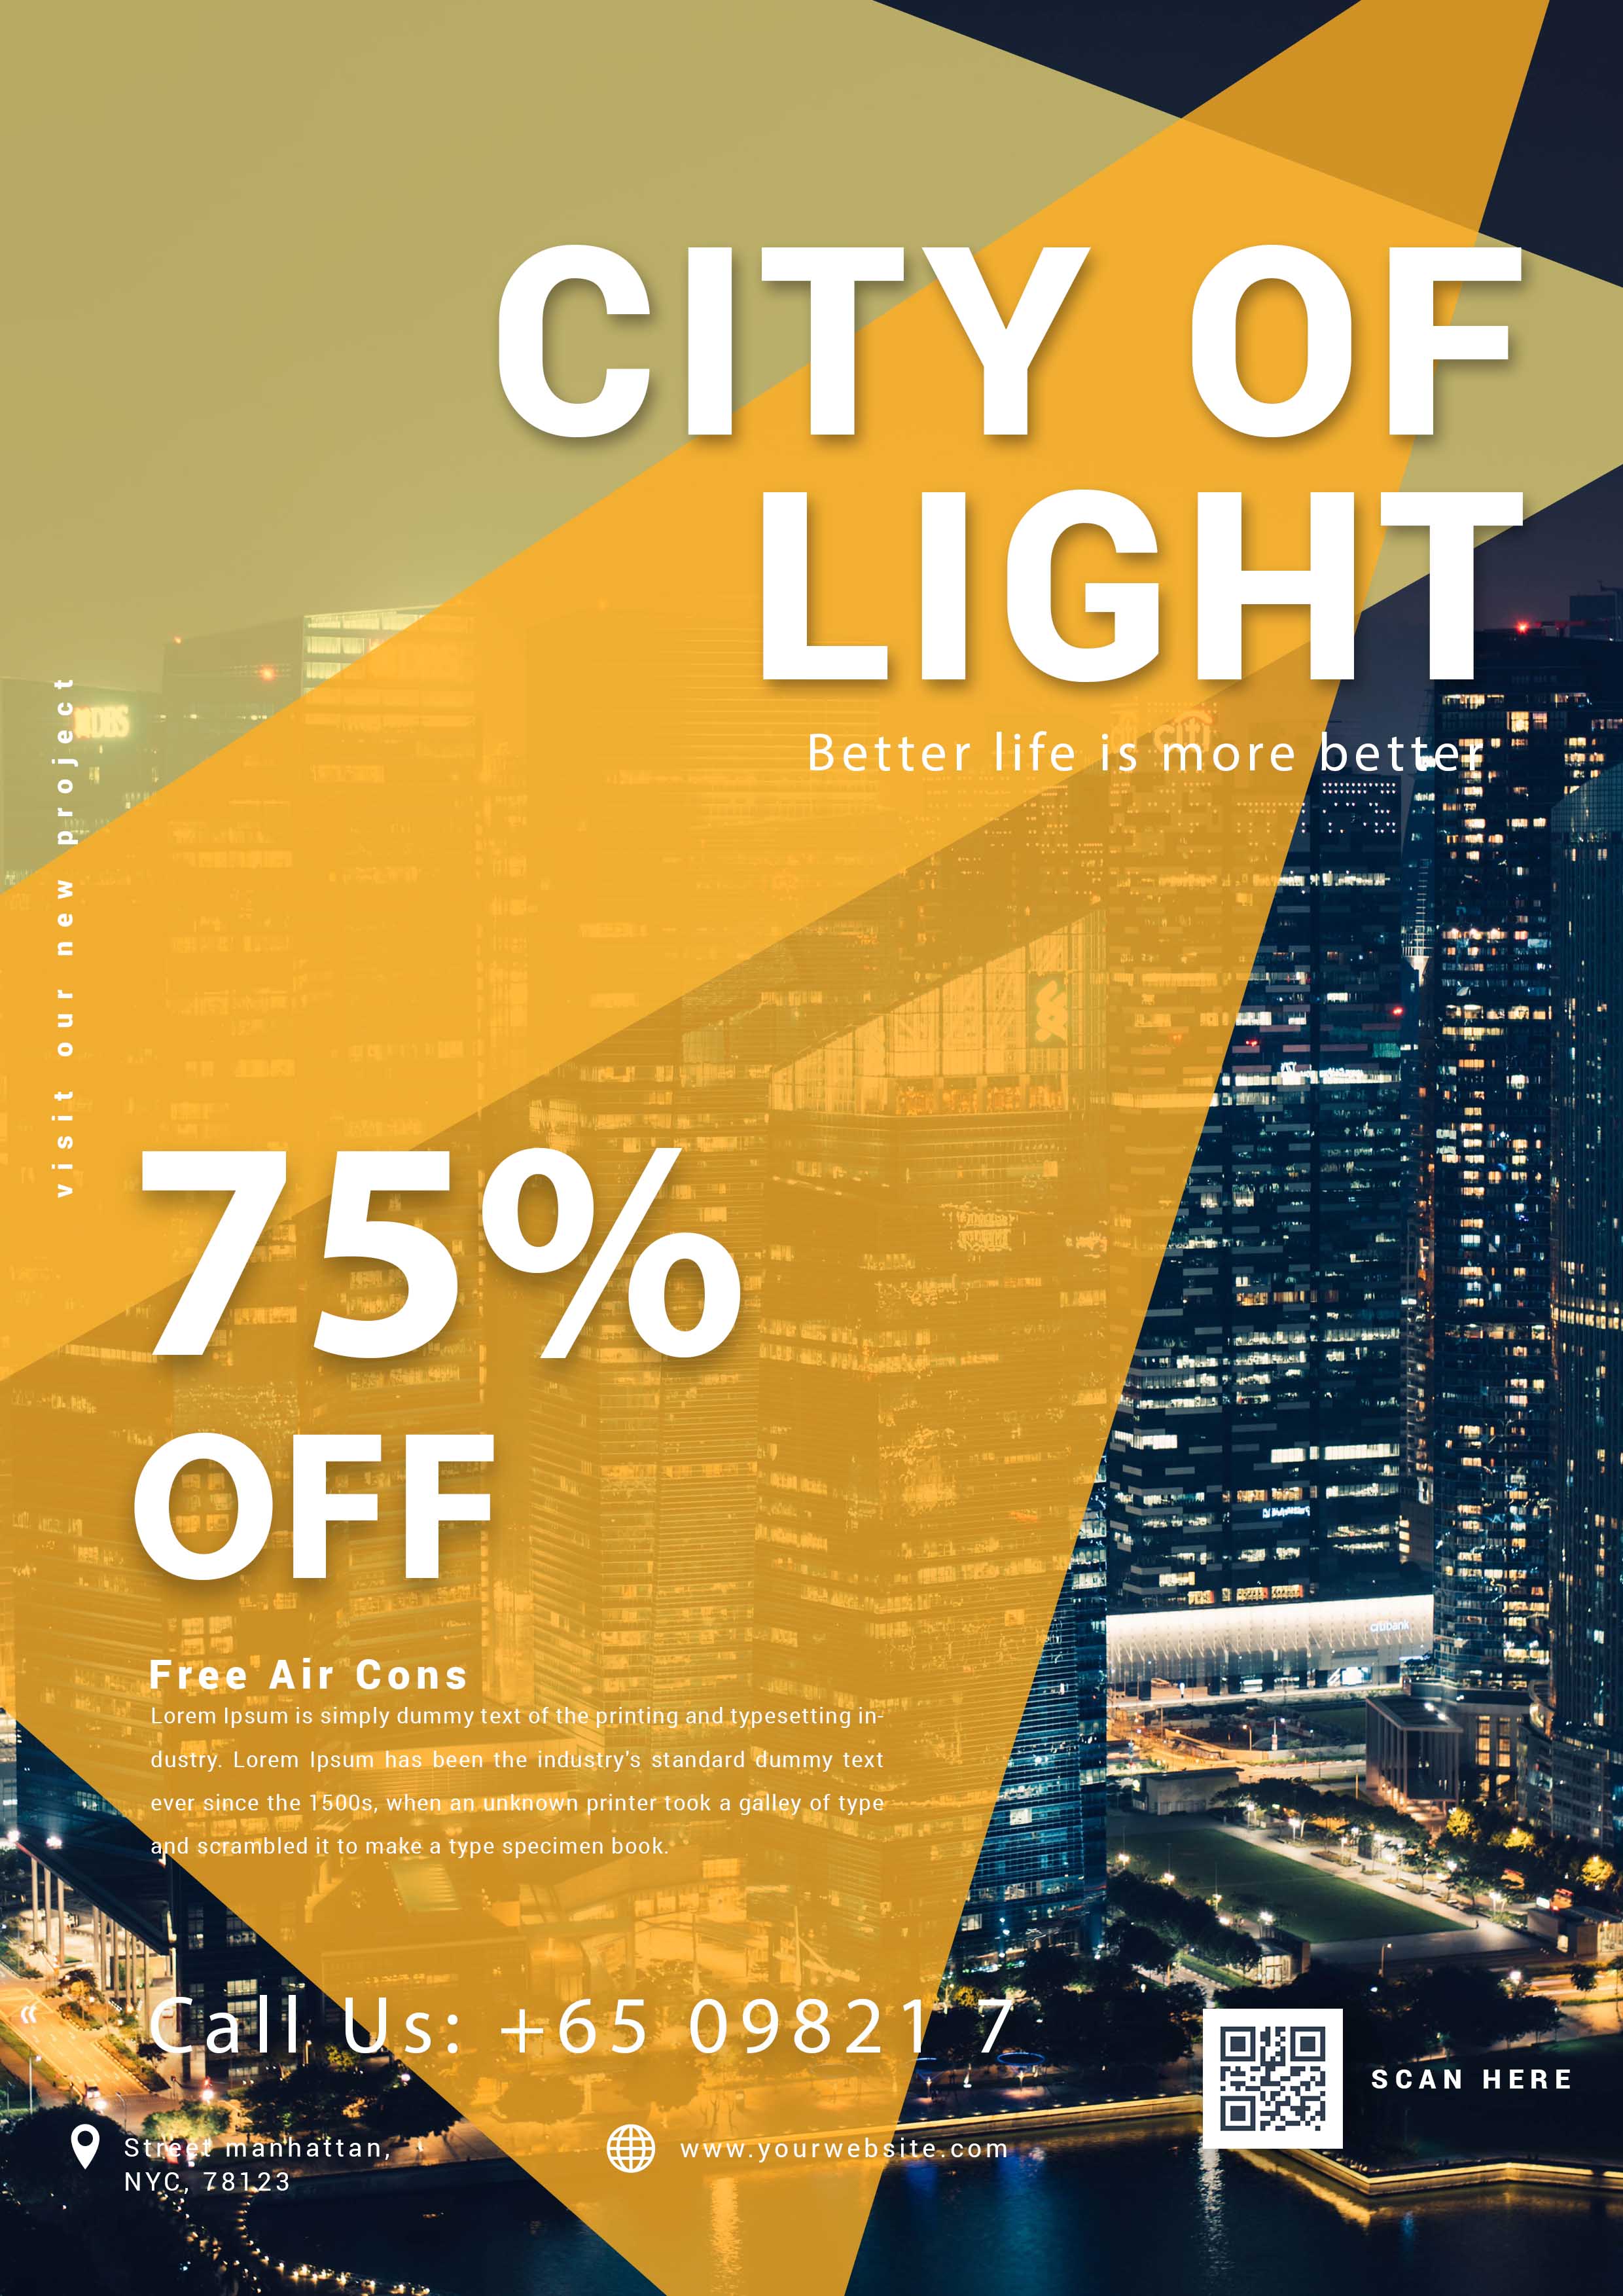 CITY OF
LIGHT
Better life is more better
visit our new project
DBS
citi
75%
OFF
Free Air Cons
Lorem Ipsum is simply dummy text of the printing and typesetting in-
dustry. Lorem Ipsum has been the industry's standard dummy text
ever since the 1500s, when an unknown printer took a galley of type
and scrambled it to make a type specimen book.
citibank
Call Us: +65 09821 7
SCAN HERE
Street manhattan,
NYC, 78123
www.yourwebsite.com